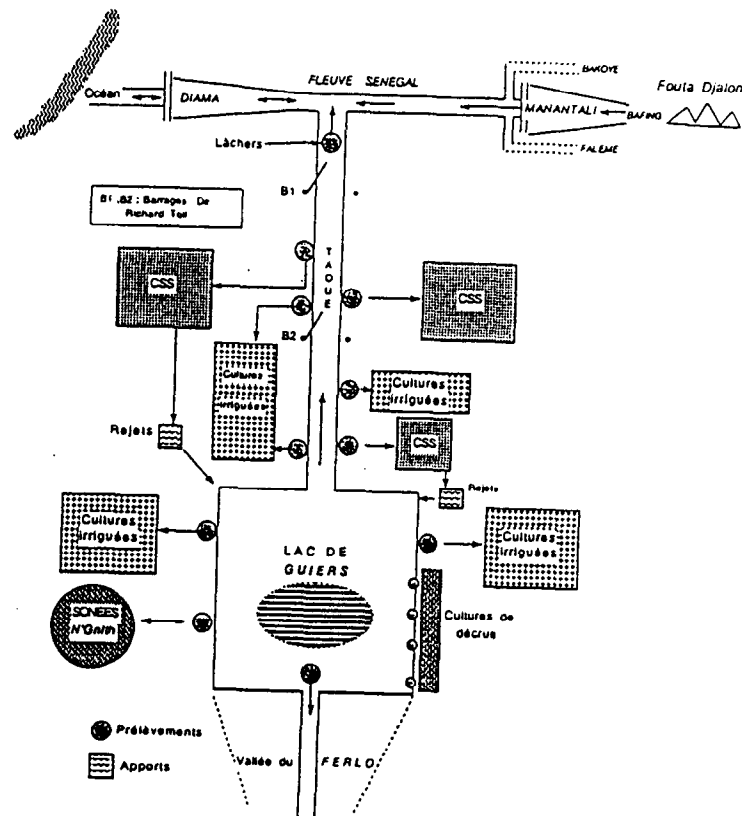 BAKOYE
FLEUVE SENEGAL
Fouta Djalon
Océan
DIAMA
MANANTALI
BAFING
Lâchers
FALEME
B1
B1 ,B2 : Barrages De
Richard Toll
TAOUE
CSS
CSS
B2
Cultures
irriguées
Cultures
irriguées
Rejets
CSS
Rejets
Cultures
irriguées
Cultures
irriguées
LAC DE
GUIERS
SONEES
N'Gnith
Cultures de
décrue
Prélèvements
Apports
Vallée du FERLO